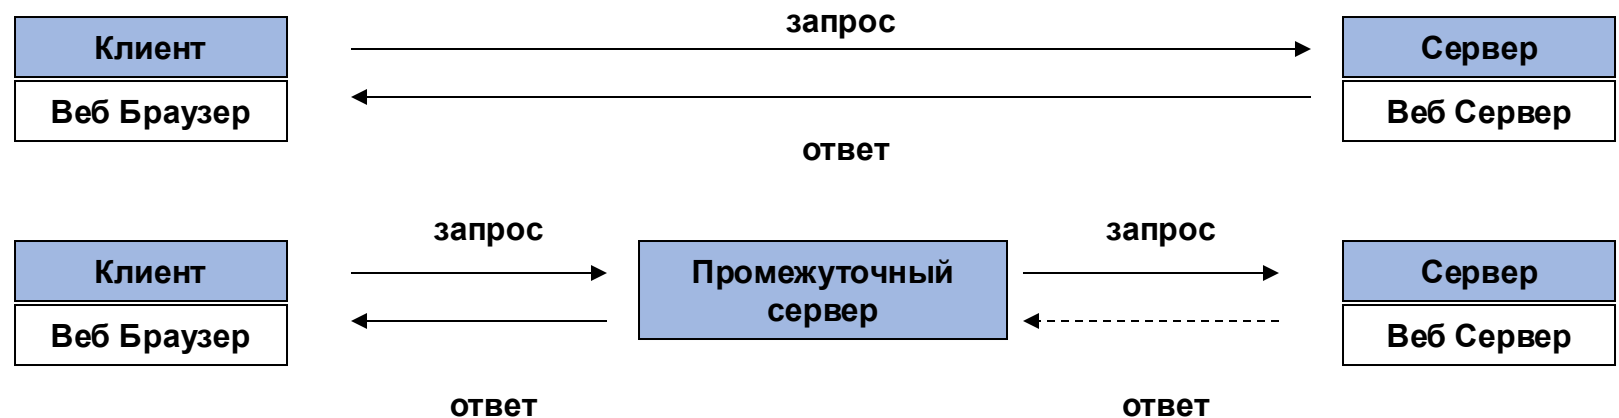 запрос
Клиент
Сервер
Веб Браузер
Веб Сервер
ответ
запрос
запрос
Клиент
Промежуточный
сервер
Сервер
Веб Браузер
Веб Сервер
ответ
ответ